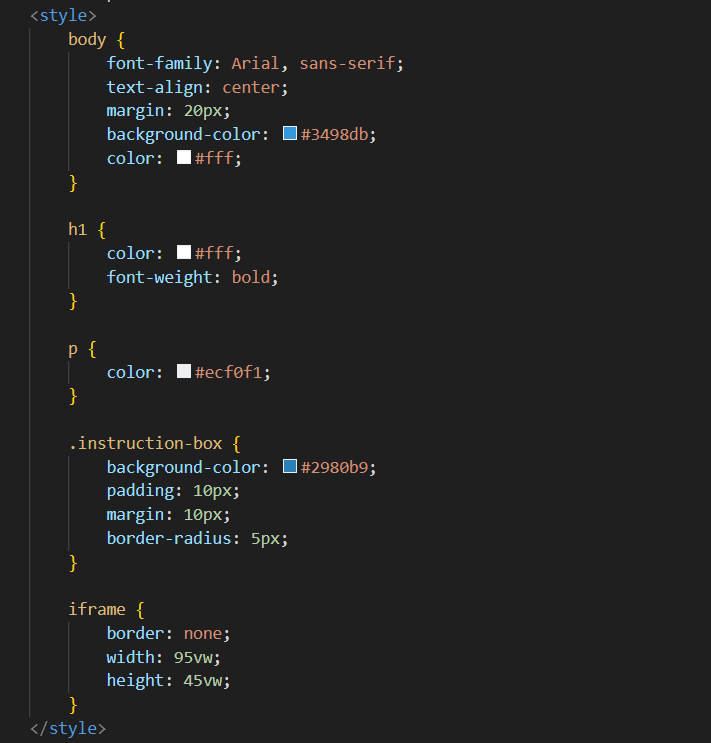 <style>
body {
font-family: Arial, sans-serif;
text-align: center;
margin: 20px;
background-color: #3498db;
color: #fff;
}
h1 {
color: #fff;
font-weight: bold;
}
p {
color: #ecf0f1;
}
.instruction-box {
background-color: #2980b9;
padding: 10px;
margin: 10px;
border-radius: 5px;
}
iframe {
border: none;
width: 95vw;
height: 45vw;
}
</style>